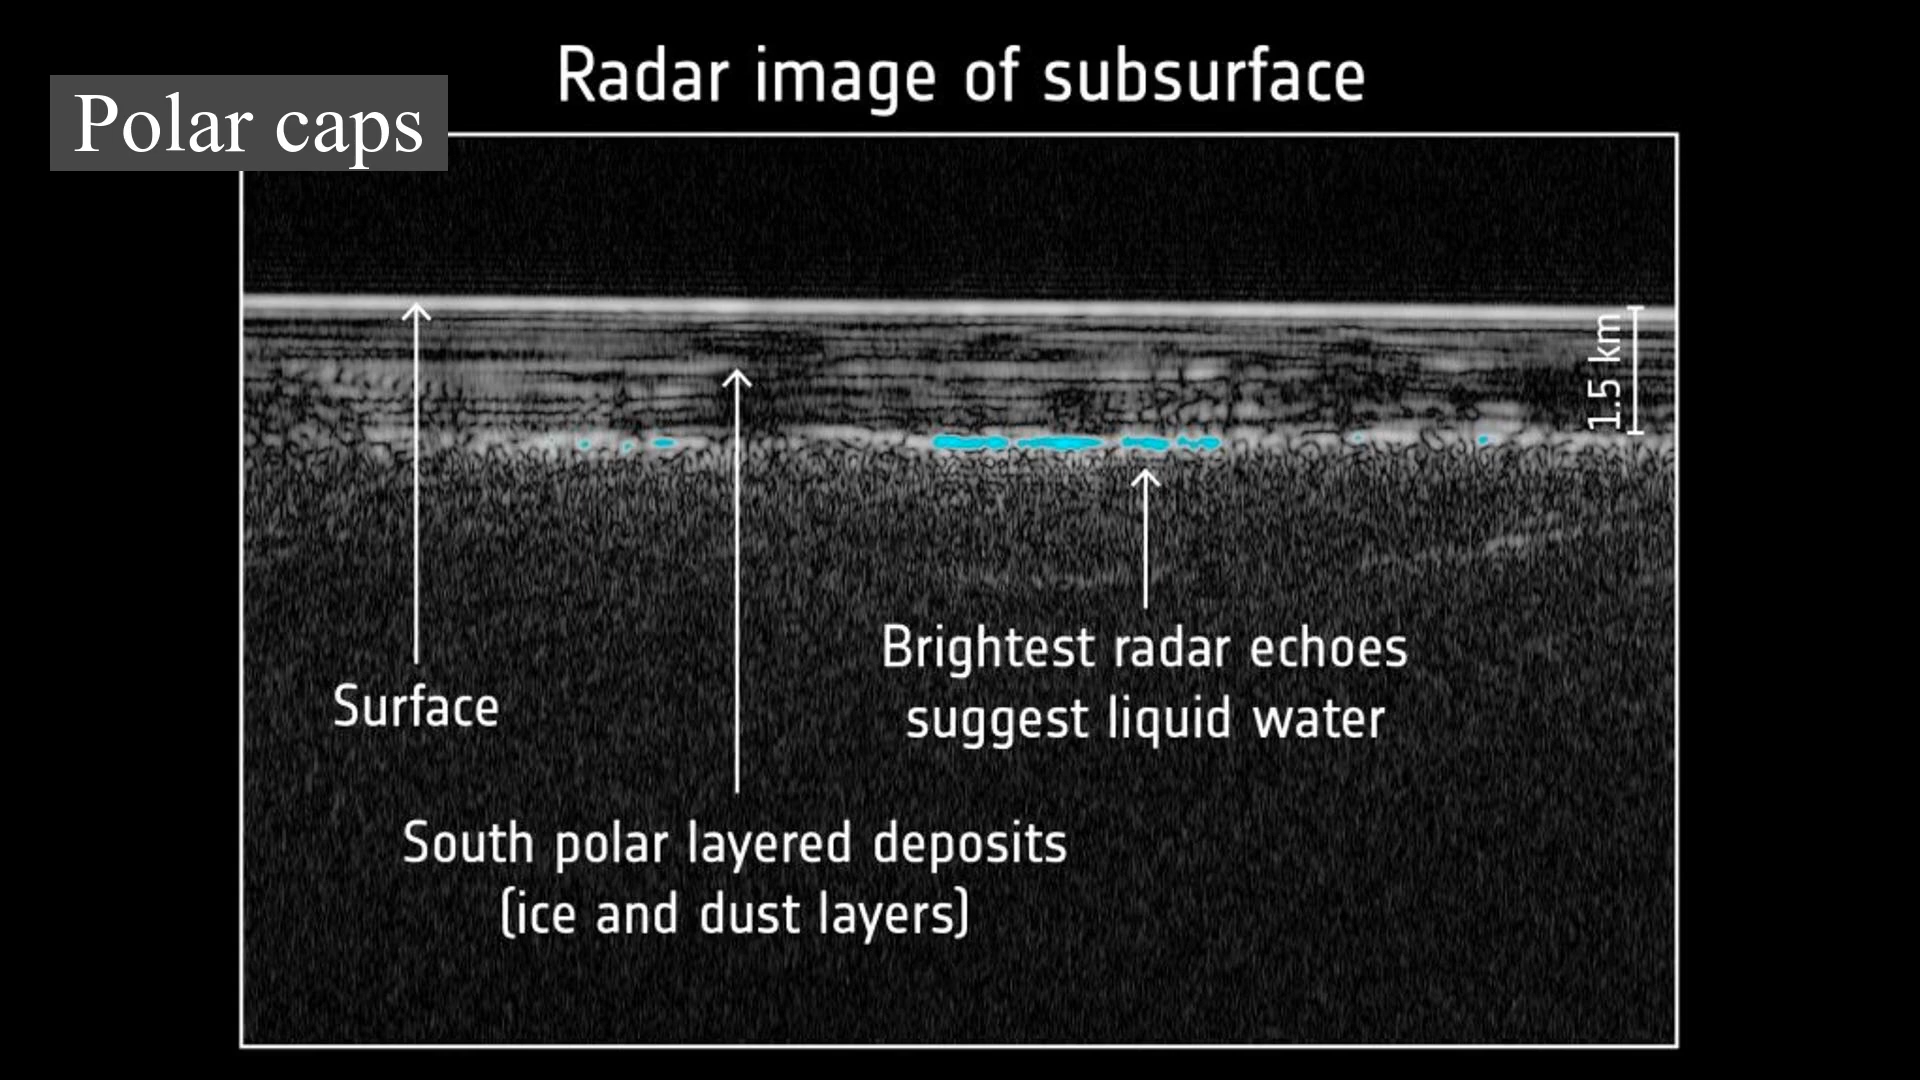 Radar image of subsurface
Polar caps
1.5 km
Surface
Brightest radar echoes
suggest liquid water
South polar layered deposits
(ice and dust layers)